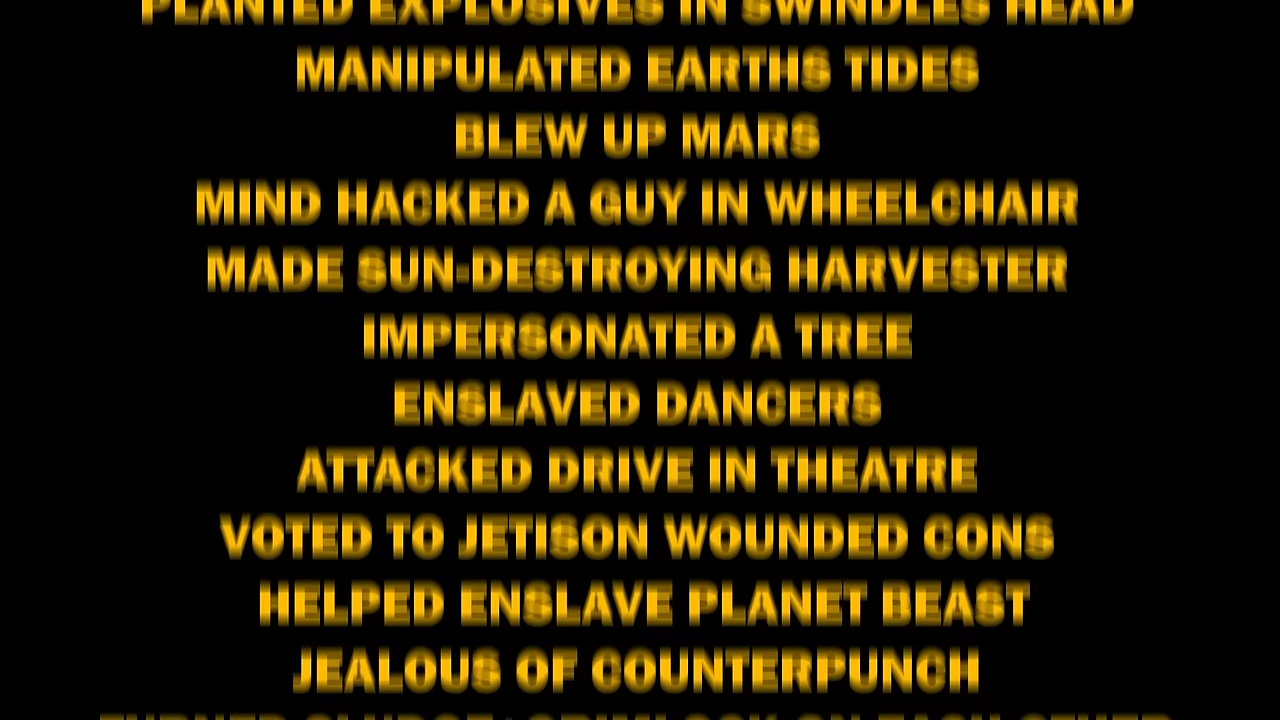 PLANTED EXPLOSIVES IN SWINDLES HEAD
MANIPULATED EARTHS TIDES
BLEW UP MARS
MIND HACKED A GUY IN WHEELCHAIR
MADE SUN-DESTROYING HARVESTER
IMPERSONATED A TREE
ENSLAVED DANCERS
ATTACKED DRIVE IN THEATRE
VOTED TO JETISON WOUNDED CONS
HELPED ENSLAVE PLANET BEAST
JEALOUS OF COUNTERPUNCH